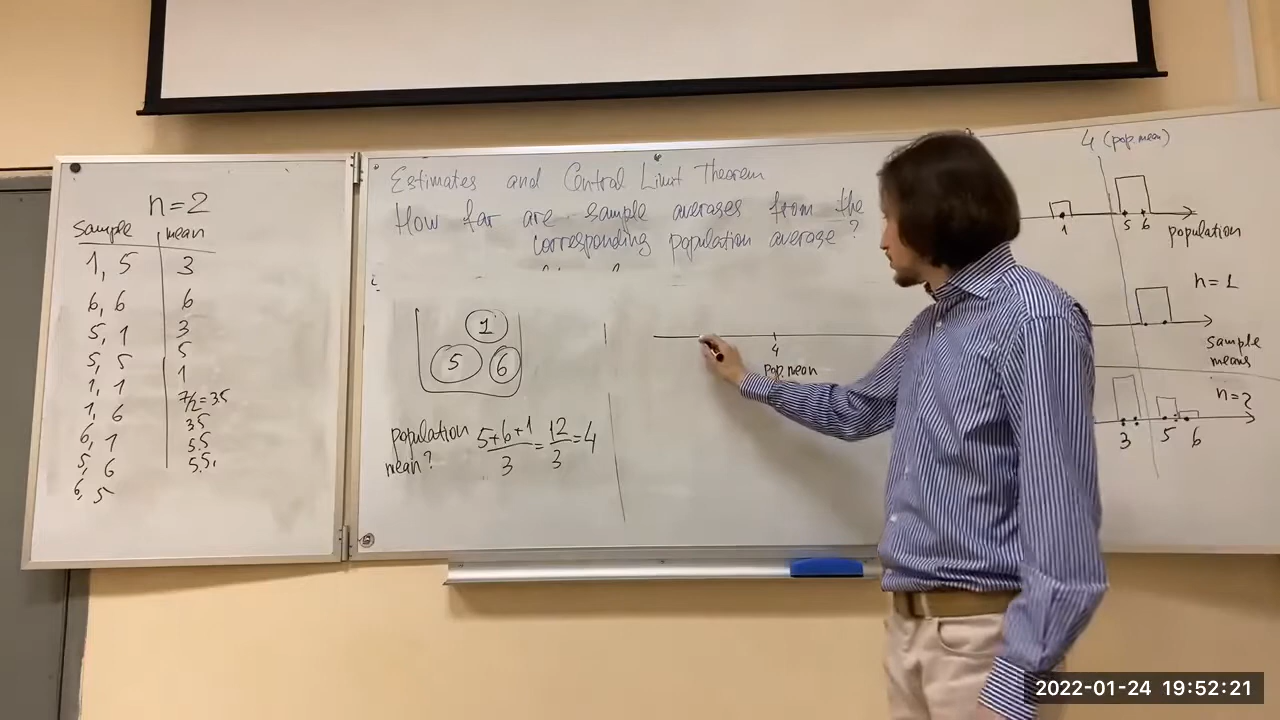 n=2
Sample mean
1, 5 3
6, 6 6
5, 1 3
5, 5 5
1, 1 1
1, 6 7/2=3.5
6, 1 3.5
5, 6 5.5
6, 5 5.5
Estimates and Central Limit Theorem
How far are sample averages from the
corresponding population average?
1
5 6
population
mean? 5+6+1/3=12/3=4
4
pop.mean
4 (pop.mean)
1 5 6
population
n=1
sample
means
n=2
3 5 6
2022-01-24 19:52:21